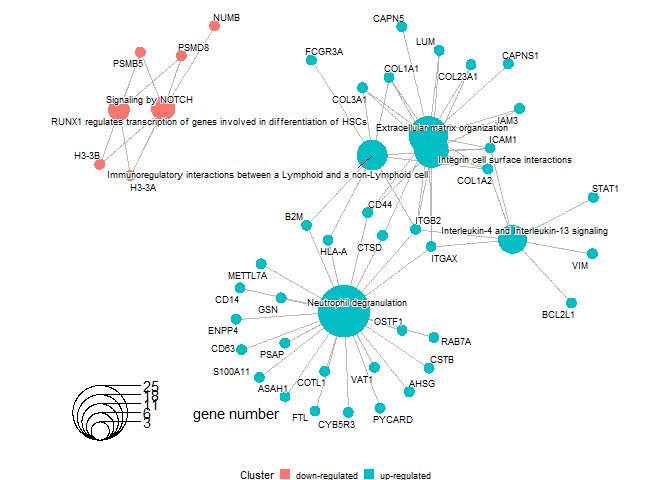 NUMB
CAPN5
PSMD8
LUM
FCGR3A
CAPNS1
PSMB5
COL1A1
COL23A1
COL3A1
Signaling by NOTCH
RUNX1 regulates transcription of genes involved in differentiation of HSCs
JAM3
Extracellular matrix organization
ICAM1
H3-3B
Integrin cell surface interactions
Immunoregulatory interactions between a Lymphoid and a non-Lymphoid cell
COL1A2
H3-3A
STAT1
CD44
B2M
ITGB2
Interleukin-4 and Interleukin-13 signaling
HLA-A
CTSD
ITGAX
VIM
METTL7A
CD14
GSN
Neutrophil degranulation
BCL2L1
ENPP4
OSTF1
RAB7A
CD63
PSAP
CSTB
S100A11
COTL1
VAT1
ASAH1
AHSG
25
18
11
6
3
gene number
FTL
CYB5R3
PYCARD
Cluster down-regulated up-regulated